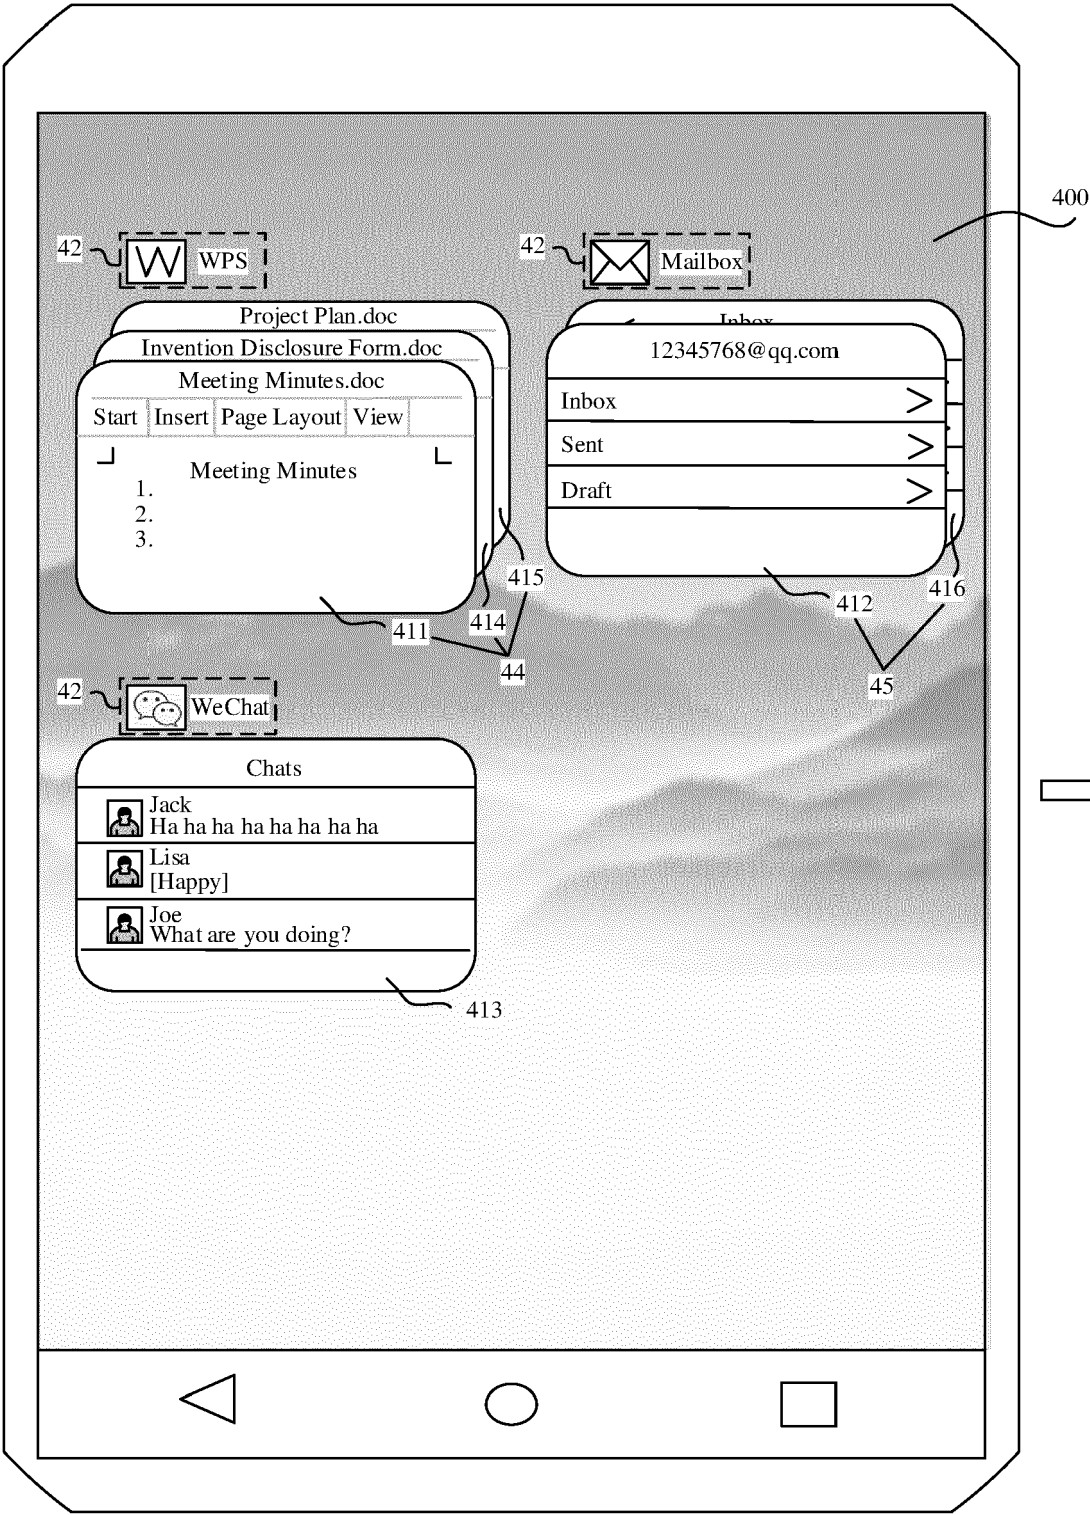 400
42
WPS
42
Mailbox
Project Plan.doc
Invention Disclosure Form.doc
Meeting Minutes.doc
Start Insert Page Layout View
Meeting Minutes
1.
2.
3.
Inbox
12345768@qq.com
Inbox
Sent
Draft
415
414
411
44
416
412
45
42
WeChat
Chats
Jack
Ha ha ha ha ha ha ha ha
Lisa
[Happy]
Joe
What are you doing?
413